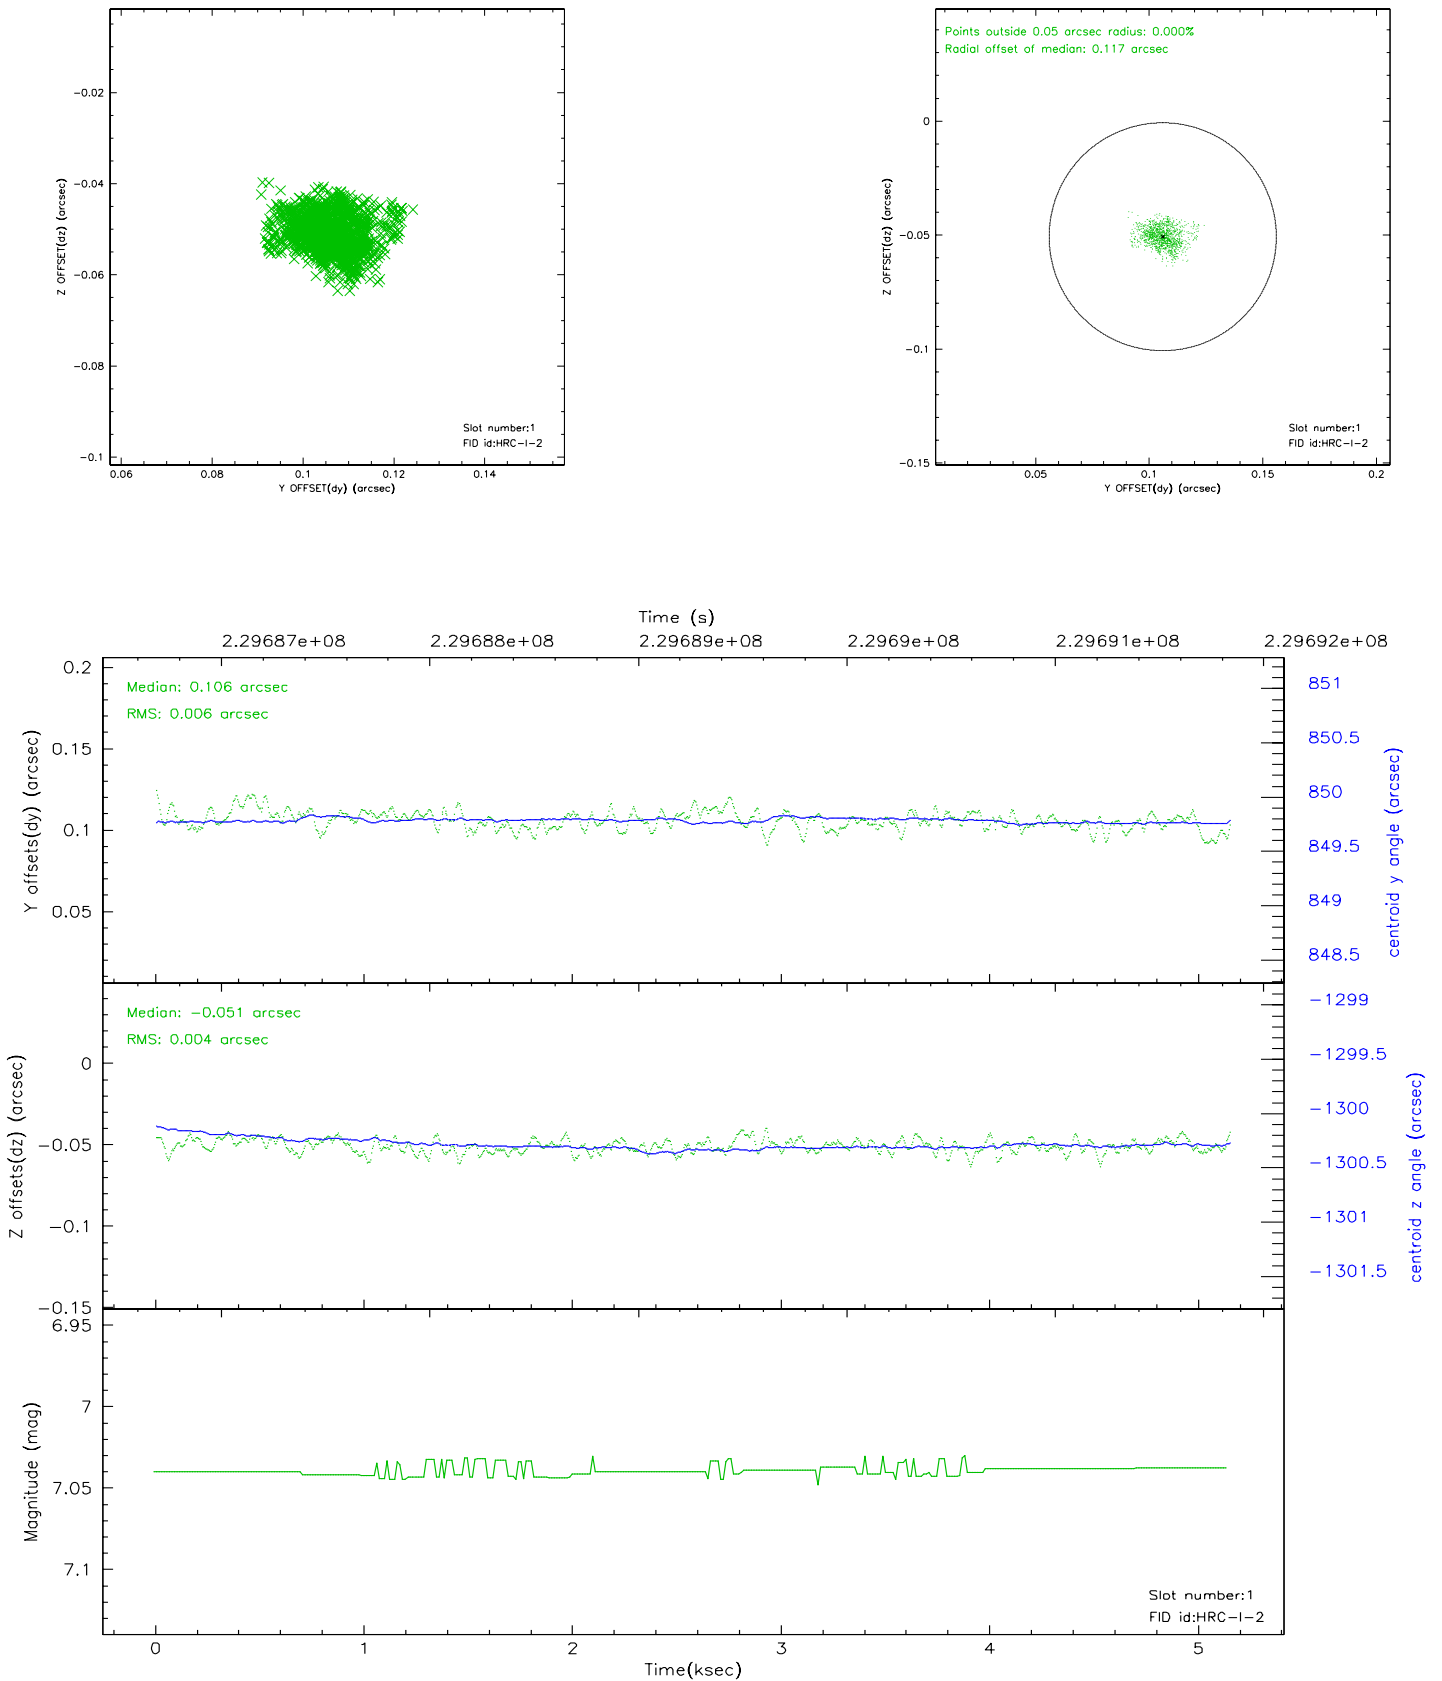 Z OFFSET(dz) (arcsec)
-0.02
-0.04
-0.06
-0.08
-0.1
Slot number:1
FID id:HRC-I-2
0.06 0.08 0.1 0.12 0.14
Y OFFSET(dy) (arcsec)
Points outside 0.05 arcsec radius: 0.000%
Radial offset of median: 0.117 arcsec
Z OFFSET(dz) (arcsec)
0
-0.05
-0.1
-0.15
Slot number:1
FID id:HRC-I-2
0.05 0.1 0.15 0.2
Y OFFSET(dy) (arcsec)
Time (s)
2.29687e+08 2.29688e+08 2.29689e+08 2.2969e+08 2.29691e+08 2.29692e+08
Y offsets(dy) (arcsec)
0.2
0.15
0.1
0.05
Median: 0.106 arcsec
RMS: 0.006 arcsec
851
850.5
850
849.5
849
848.5
centroid y angle (arcsec)
Z offsets(dz) (arcsec)
0
-0.05
-0.1
-0.15
Median: -0.051 arcsec
RMS: 0.004 arcsec
-1299
-1299.5
-1300
-1300.5
-1301
-1301.5
centroid z angle (arcsec)
Magnitude (mag)
6.95
7
7.05
7.1
Slot number:1
FID id:HRC-I-2
0 1 2 3 4 5
Time(ksec)